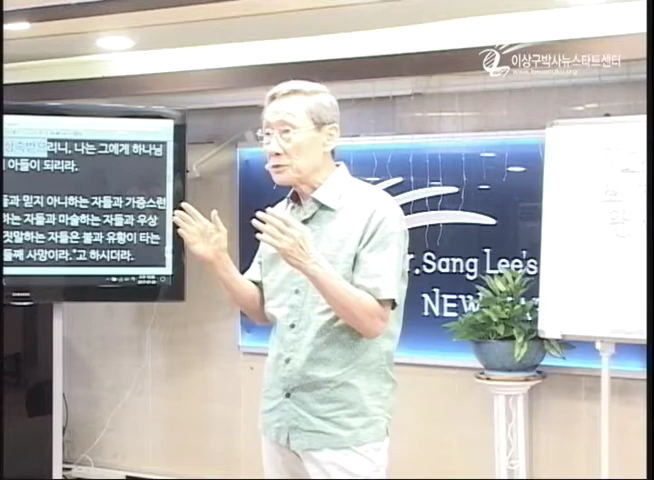 이상구박사뉴스타트센터
상속받으리니, 나는 그에게 하나님
아들이 되리라.
들과 믿지 아니하는 자들과 가증스런
하는 자들과 마술하는 자들과 우상
짓말하는 자들은 불과 유황이 타는
둘째 사망이라."고 하시더라.
r.Sang Lee's
NEW